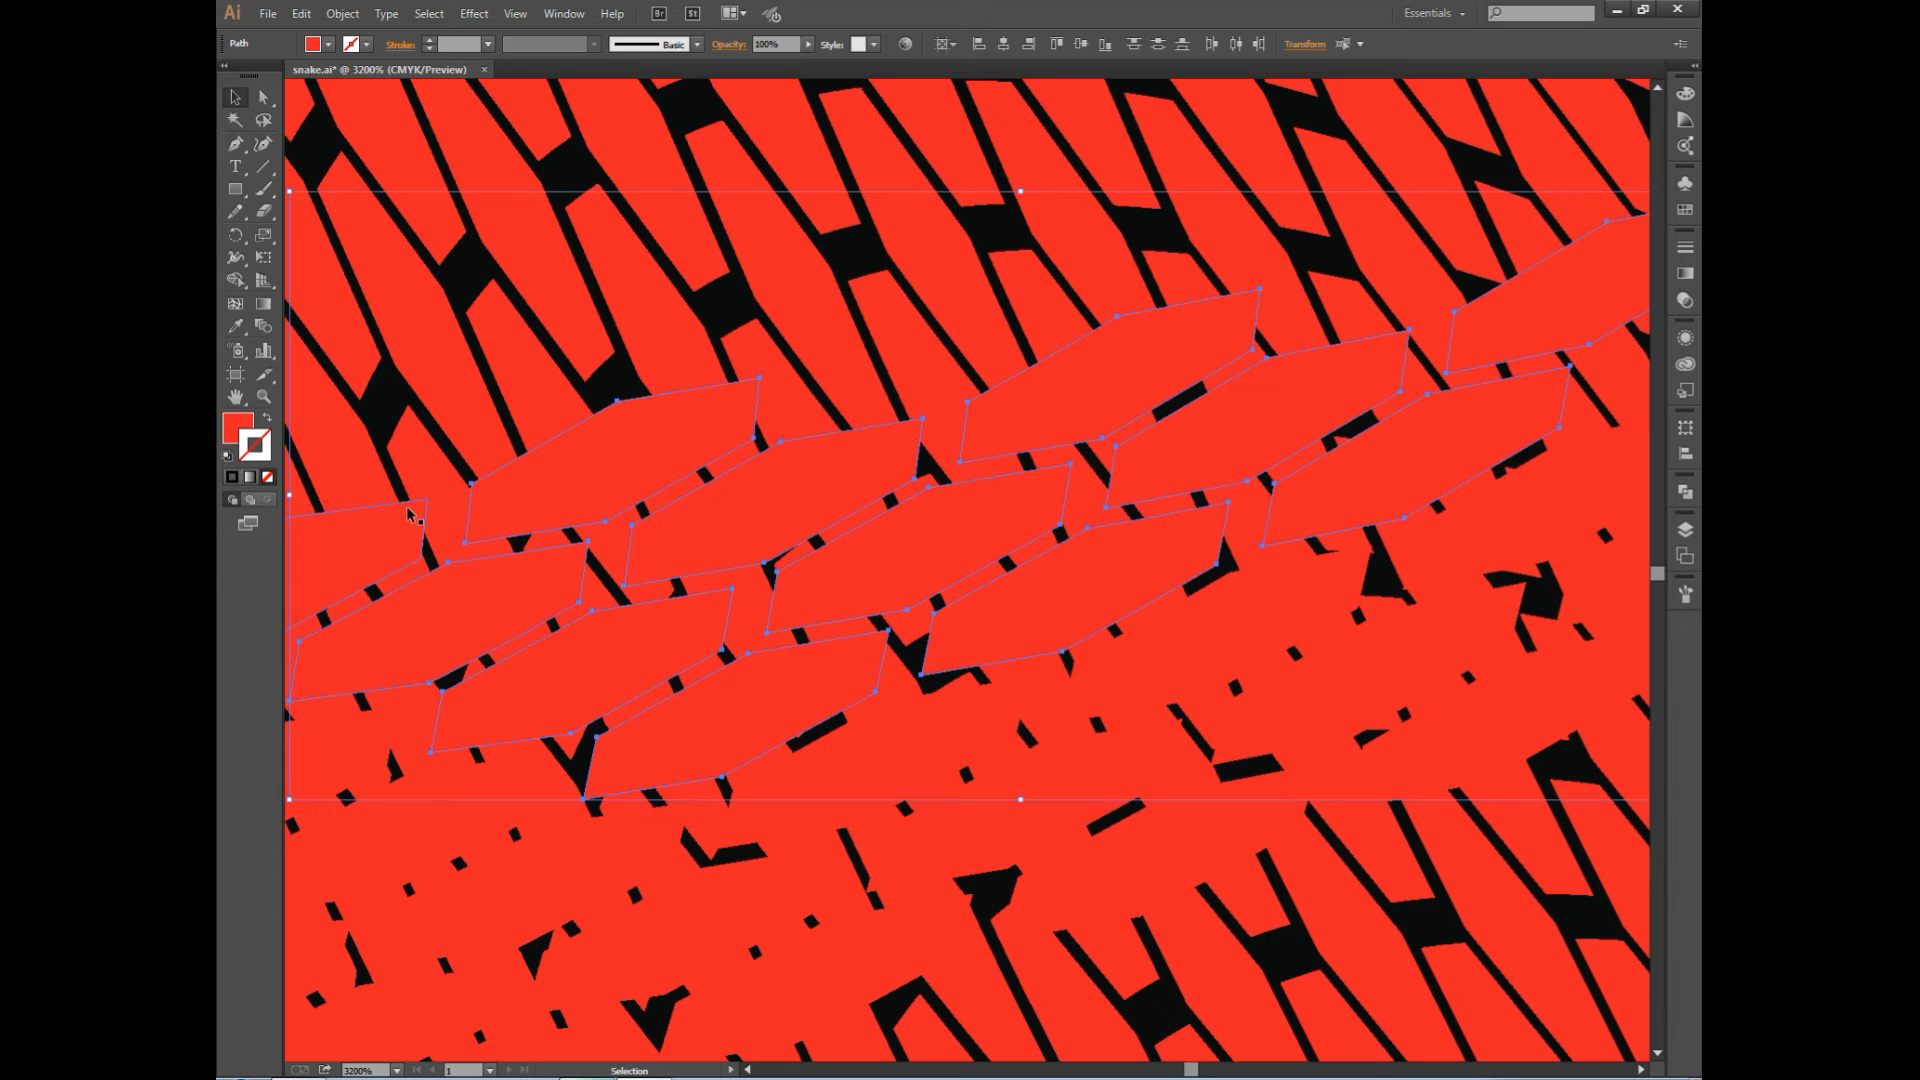 Ai File Edit Object Type Select Effect View Window Help Br St Essentials
Path Stroke: Basic Opacity: 100% Style: Transform
snake.ai* @ 3200% (CMYK/Preview) ×
T
3200% 1 Selection